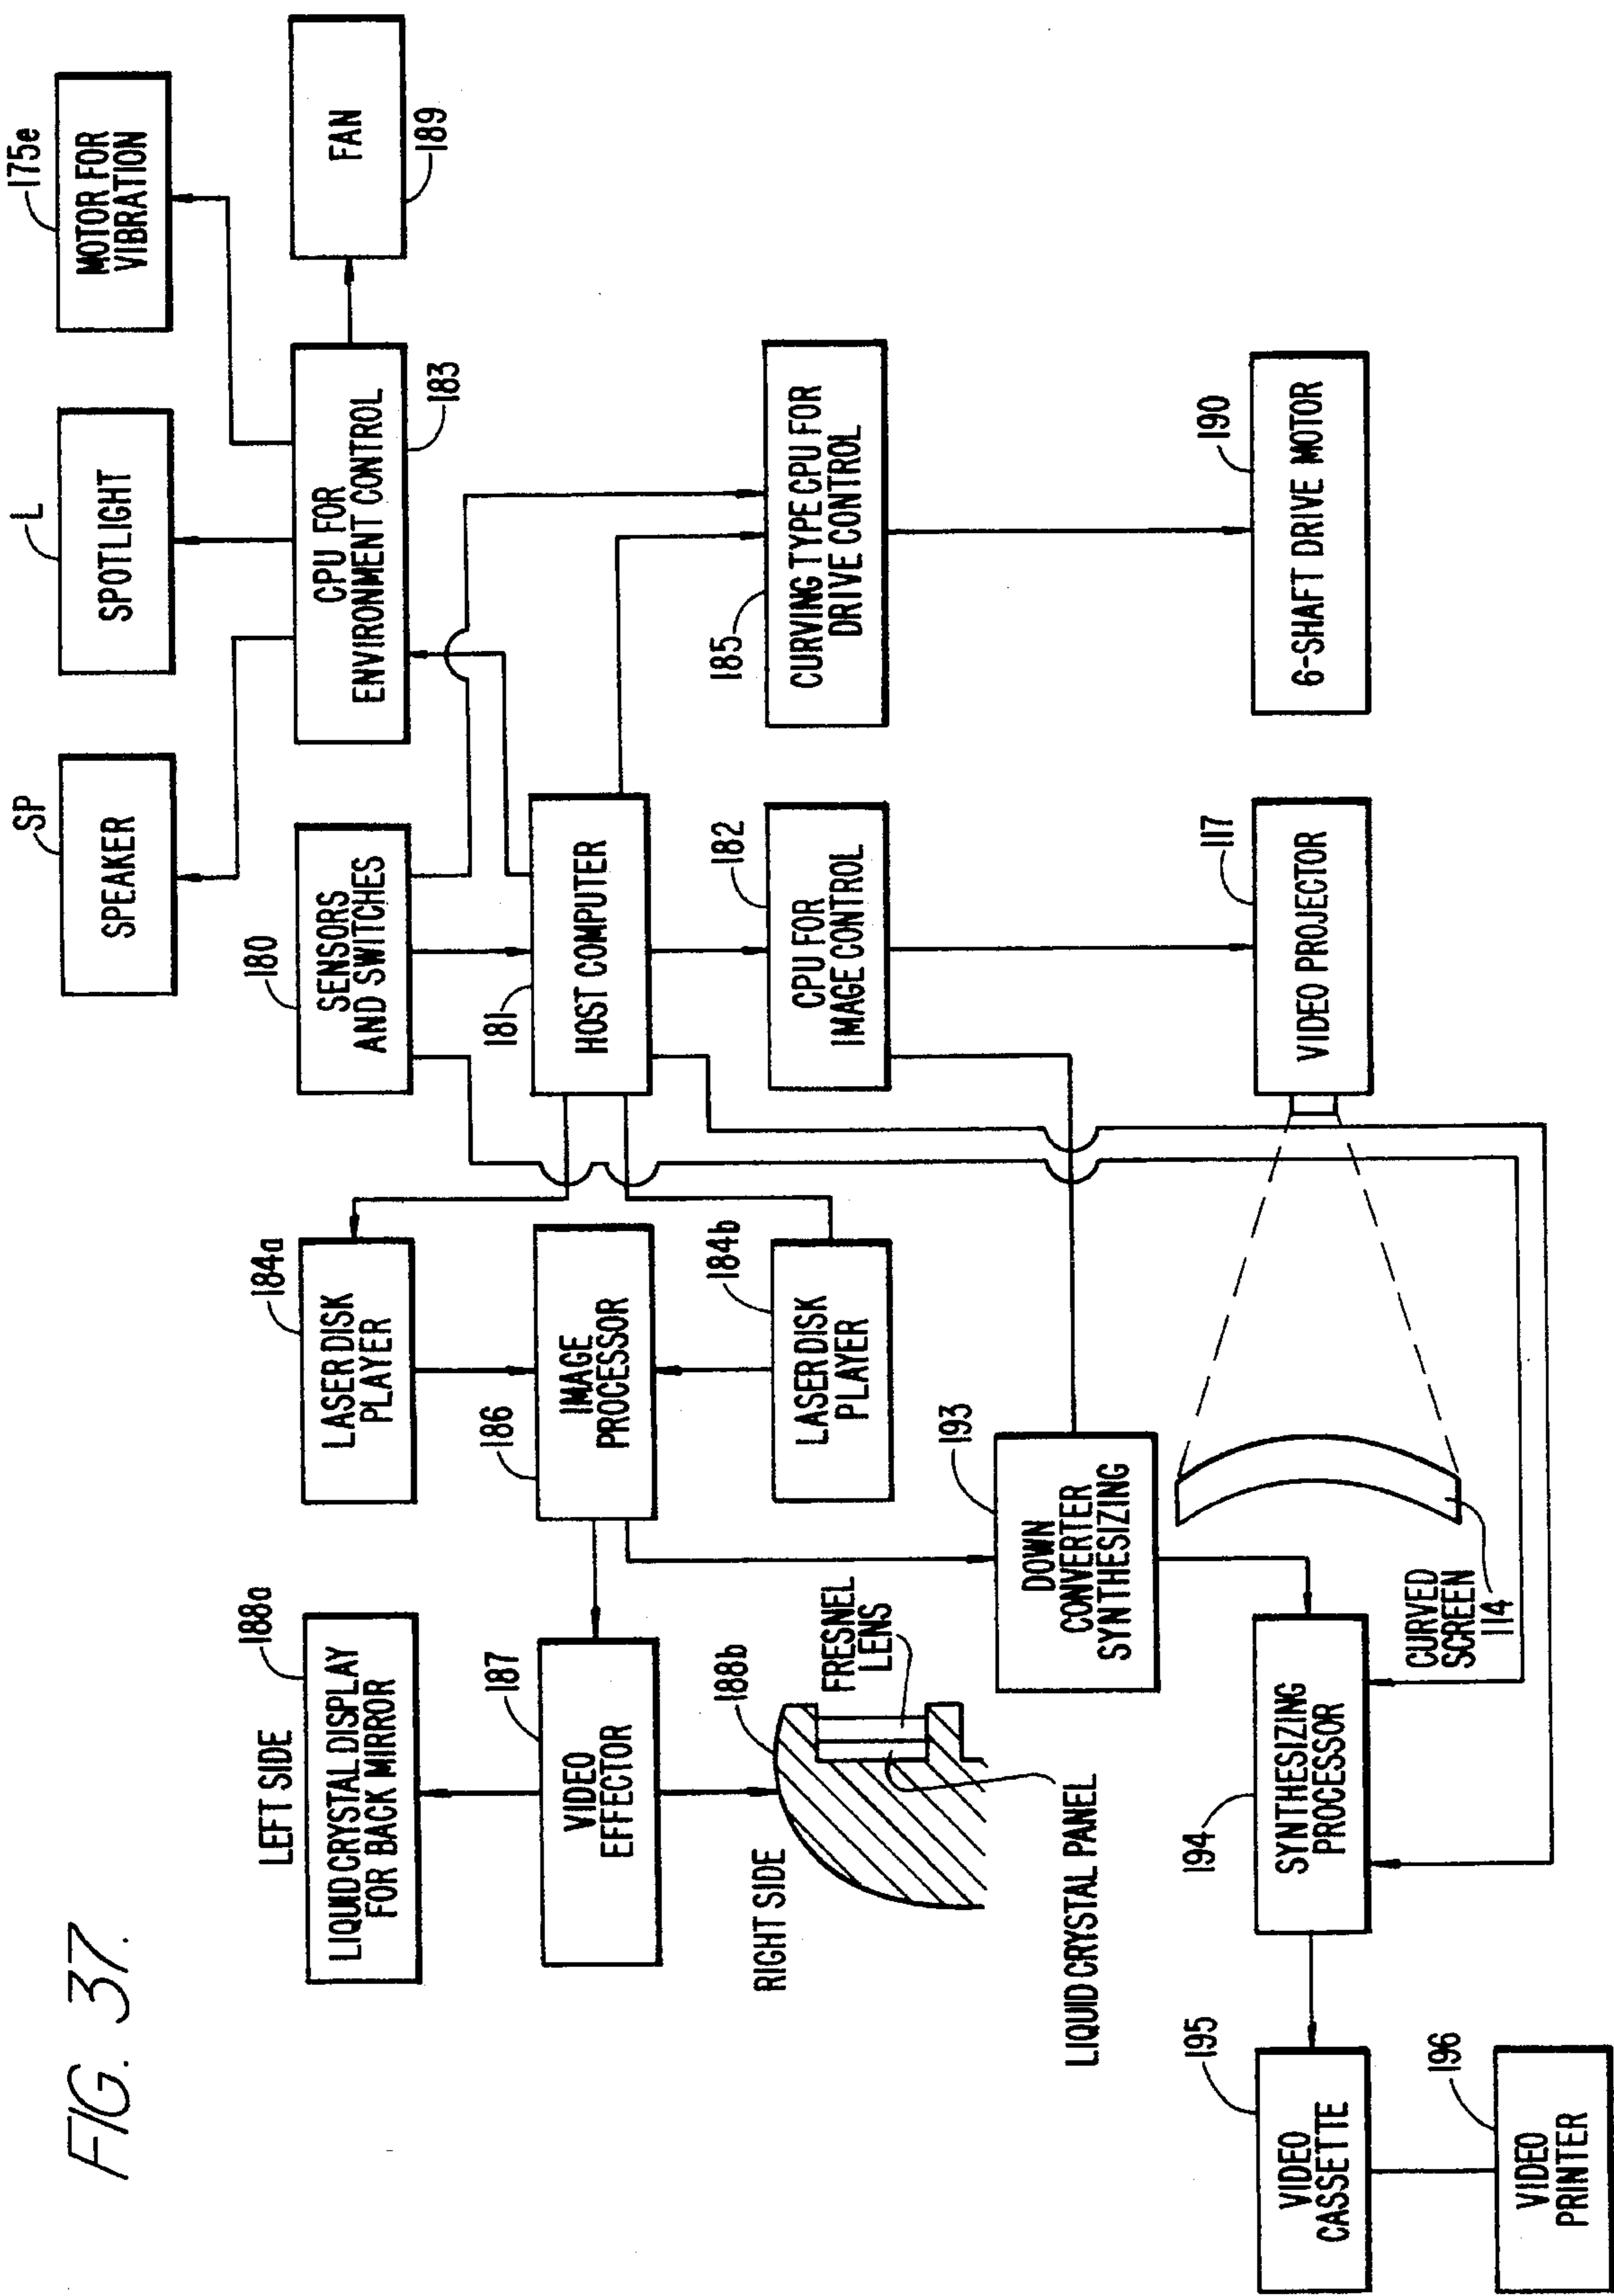 FIG. 37.
LEFT SIDE
188a
LIQUID CRYSTAL DISPLAY
FOR BACK MIRROR
187
VIDEO
EFFECTOR
RIGHT SIDE
188b
FRESNEL
LENS
LIQUID CRYSTAL PANEL
184a
LASER DISK
PLAYER
186
IMAGE
PROCESSOR
184b
LASER DISK
PLAYER
SP
SPEAKER
L
SPOTLIGHT
175e
MOTOR FOR
VIBRATION
180
SENSORS
AND SWITCHES
CPU FOR
ENVIRONMENT CONTROL
183
FAN
189
181
HOST COMPUTER
182
CPU FOR
IMAGE CONTROL
185
CURVING TYPE CPU FOR
DRIVE CONTROL
193
DOWN
CONVERTER
SYNTHESIZING
195
VIDEO
CASSETTE
194
SYNTHESIZING
PROCESSOR
CURVED
SCREEN
114
117
VIDEO PROJECTOR
190
6-SHAFT DRIVE MOTOR
196
VIDEO
PRINTER